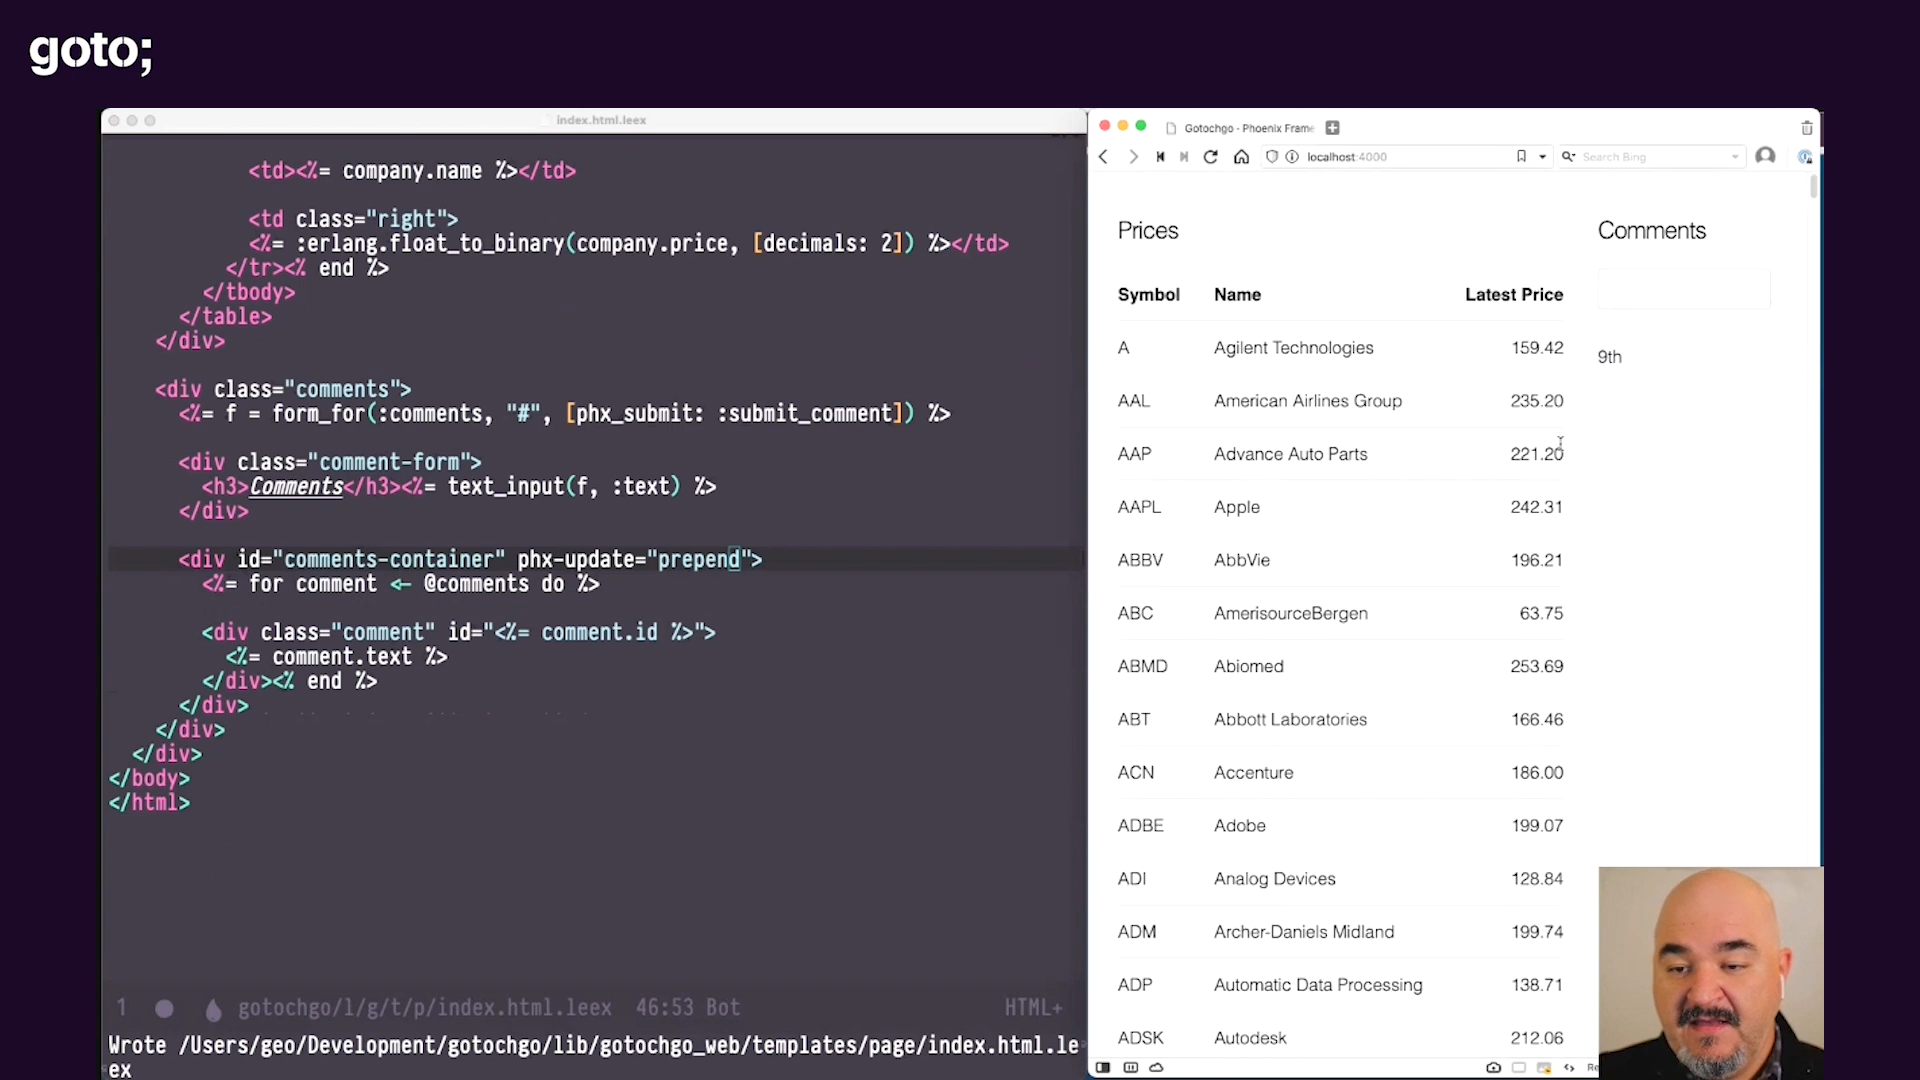 goto;
index.html.leex
<td><%= company.name %></td>
<td class="right">
<%= :erlang.float_to_binary(company.price, [decimals: 2]) %></td>
</tr><% end %>
</tbody>
</table>
</div>
<div class="comments">
<%= f = form_for(:comments, "#", [phx_submit: :submit_comment]) %>
<div class="comment-form">
<h3>Comments</h3><%= text_input(f, :text) %>
</div>
<div id="comments-container" phx-update="prepend">
<%= for comment <- @comments do %>
<div class="comment" id="<%= comment.id %>">
<%= comment.text %>
</div><% end %>
</div>
</div>
</div>
</body>
</html>
1 gotochgo/l/g/t/p/index.html.leex 46:53 Bot HTML+
Wrote /Users/geo/Development/gotochgo/lib/gotochgo_web/templates/page/index.html.le
ex
Gotochgo - Phoenix Frame
localhost:4000 Search Bing
Prices
Comments
Symbol Name Latest Price
A Agilent Technologies 159.42
9th
AAL American Airlines Group 235.20
AAP Advance Auto Parts 221.20
AAPL Apple 242.31
ABBV AbbVie 196.21
ABC AmerisourceBergen 63.75
ABMD Abiomed 253.69
ABT Abbott Laboratories 166.46
ACN Accenture 186.00
ADBE Adobe 199.07
ADI Analog Devices 128.84
ADM Archer-Daniels Midland 199.74
ADP Automatic Data Processing 138.71
ADSK Autodesk 212.06